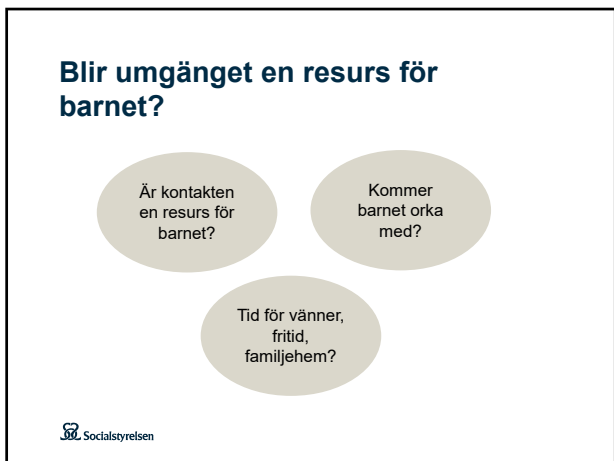 Blir umgänget en resurs för
barnet?
Är kontakten
en resurs för
barnet?
Kommer
barnet orka
med?
Tid för vänner,
fritid,
familjehem?
Socialstyrelsen